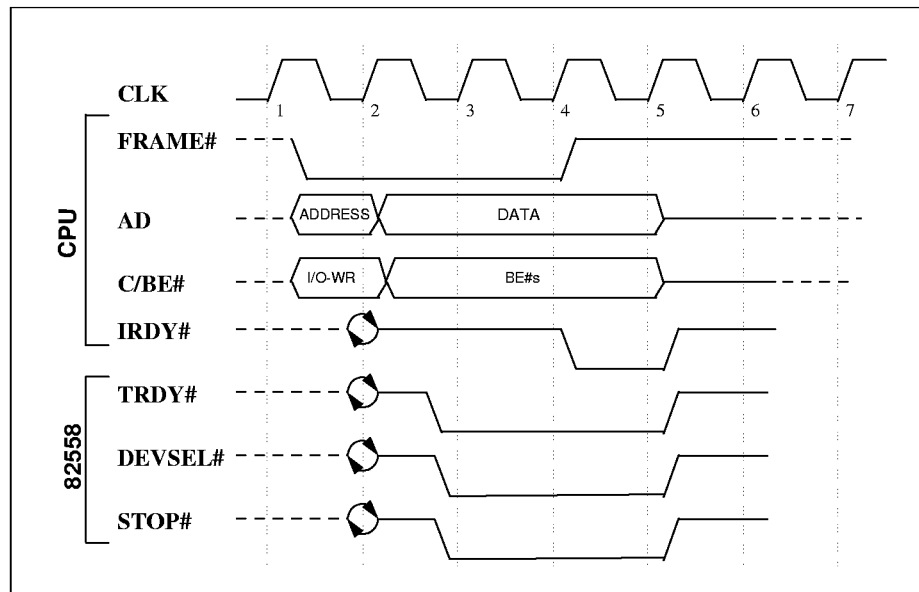 CLK
1 2 3 4 5 6 7
CPU
FRAME#
AD ADDRESS DATA
C/BE# I/O-WR BE#s
IRDY#
82558
TRDY#
DEVSEL#
STOP#